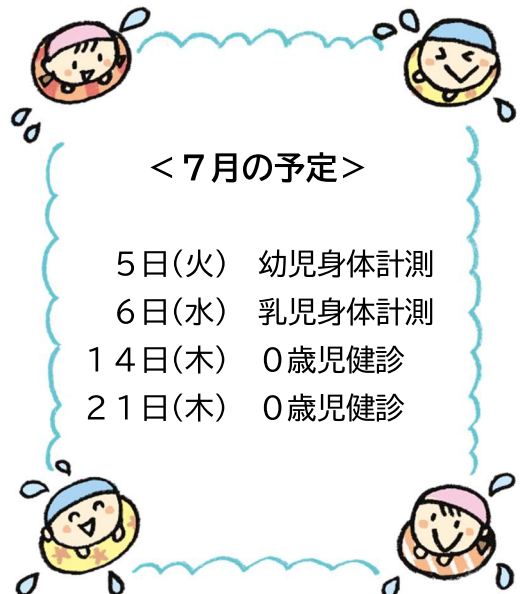 ＜７月の予定＞
５日（火）　幼児身体計測
６日（水）　乳児身体計測
１４日（木）　０歳児健診
２１日（木）　０歳児健診